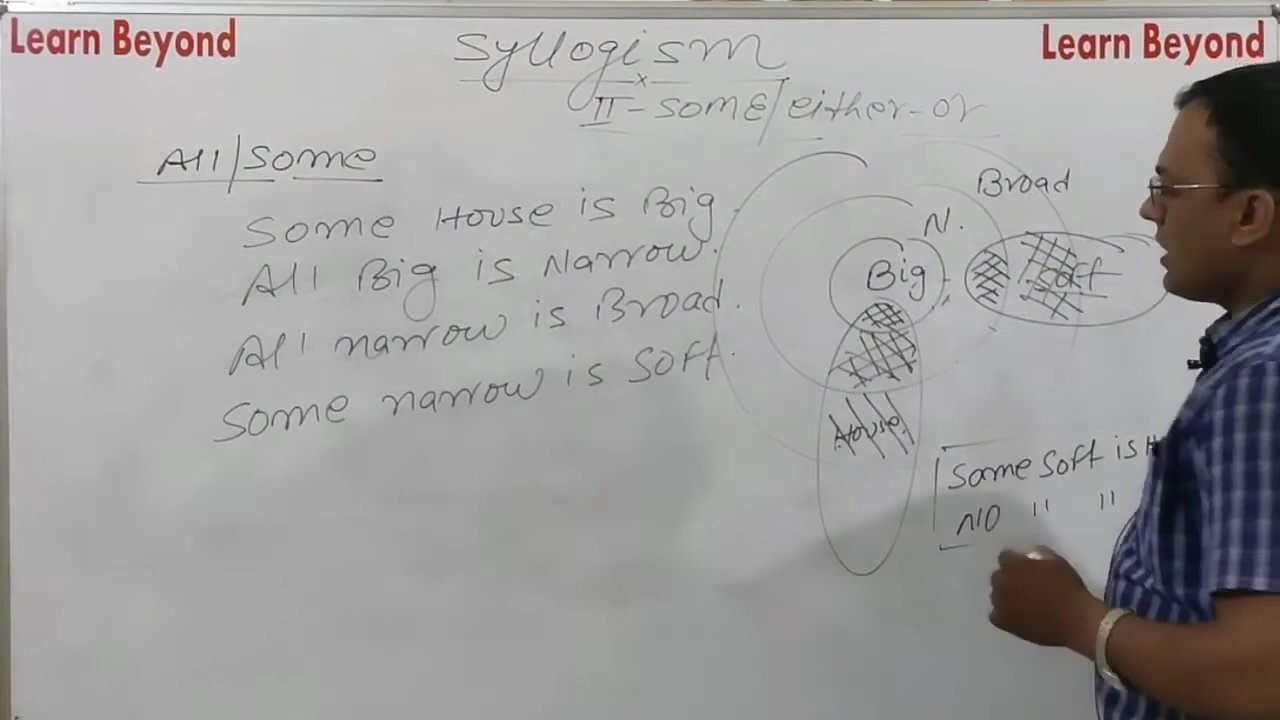 Learn Beyond
Learn Beyond
Syllogism
II - some/either-or
All/some
Some House is Big.
All Big is Narrow.
All narrow is Broad.
Some narrow is Soft.
Broad
N.
Big
Soft
House
Some Soft is H
NO " "